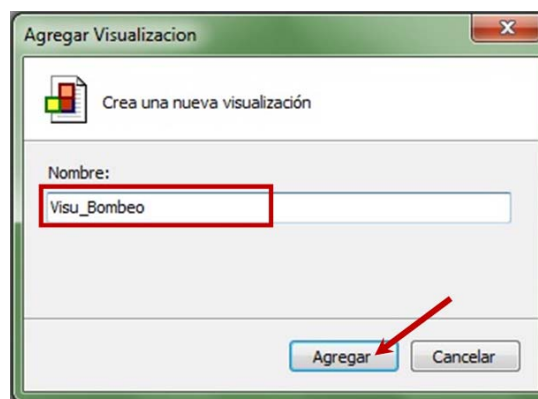 Agregar Visualizacion
Crea una nueva visualización
Nombre:
Visu_Bombeo
Agregar
Cancelar